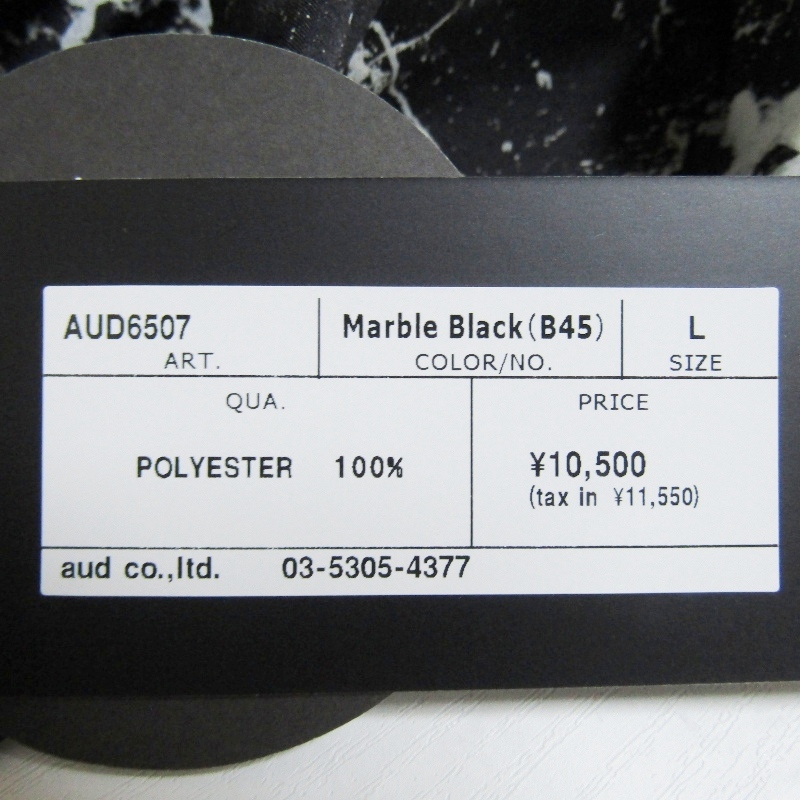 AUD6507 Marble Black(B45) L
ART. COLOR/NO. SIZE
QUA. PRICE
POLYESTER 100% ¥10,500
(tax in ¥11,550)
aud co.,ltd. 03-5305-4377